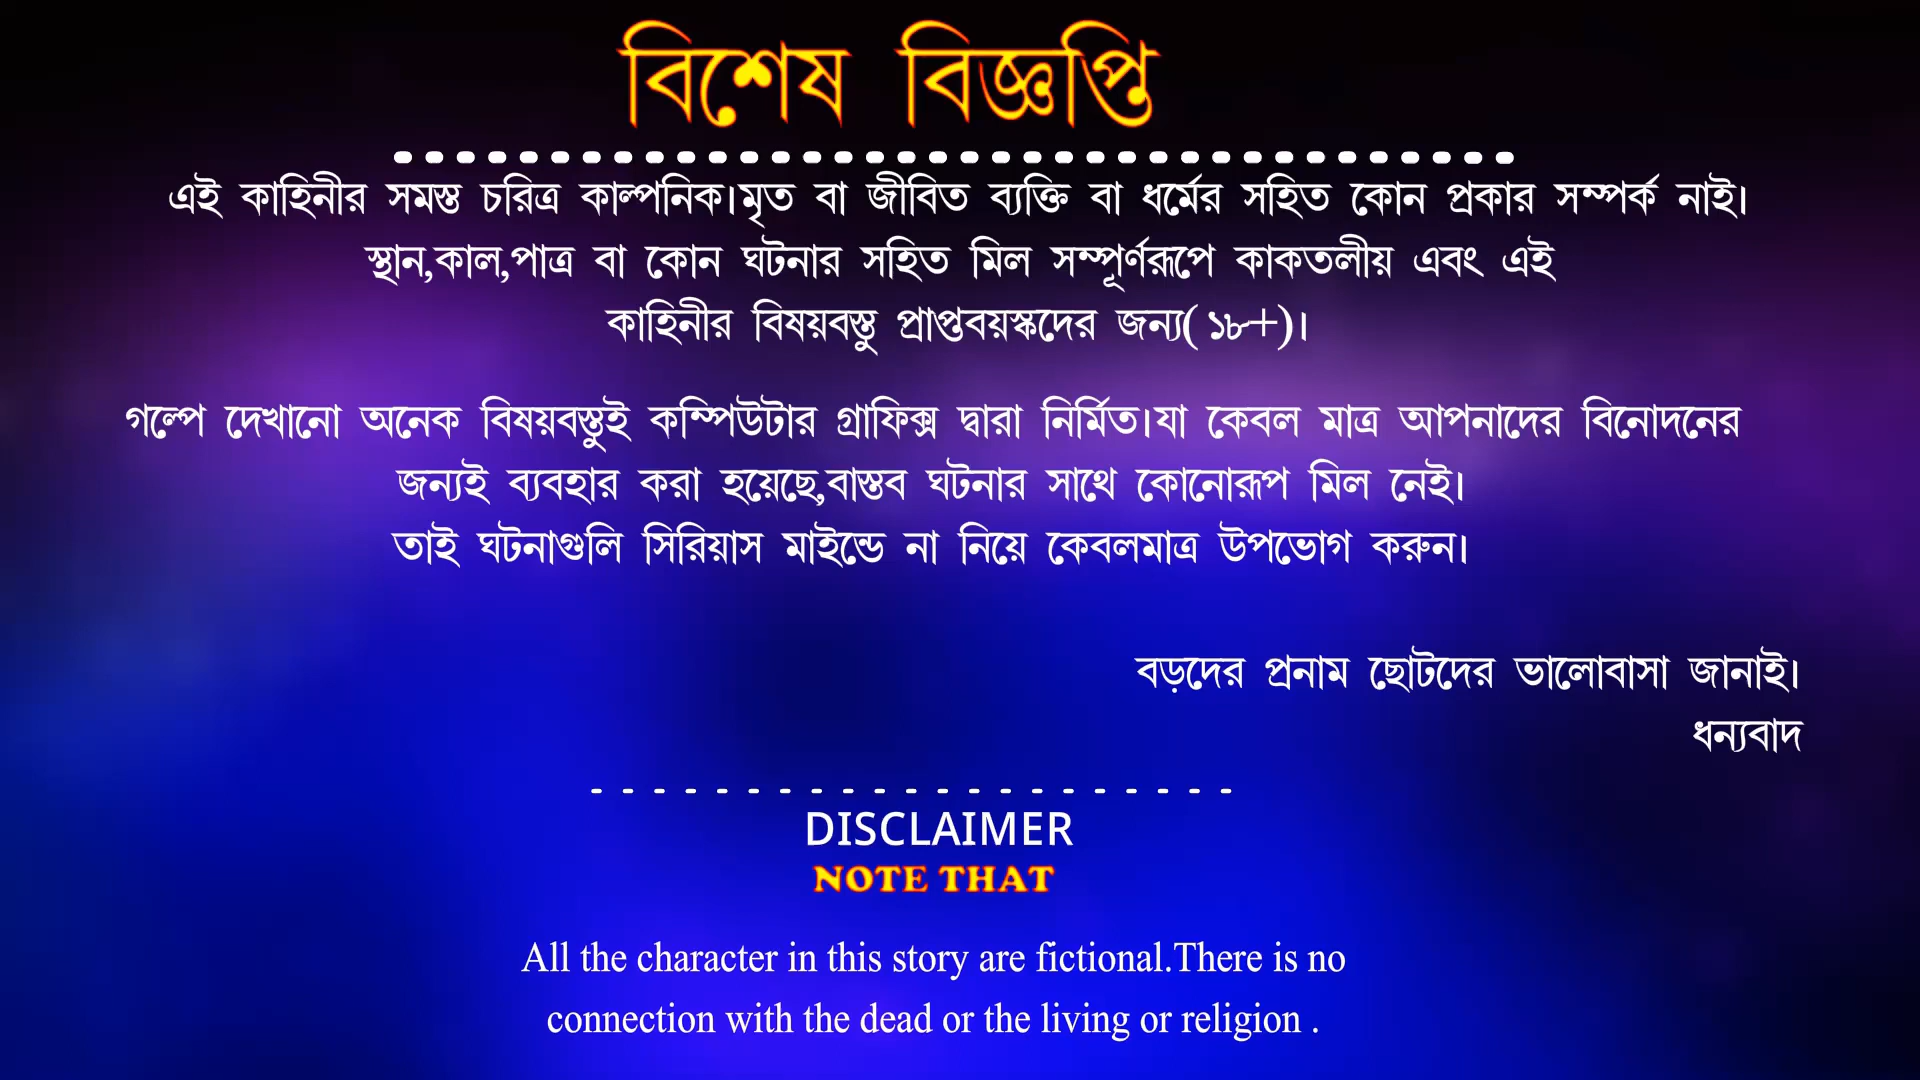 বিশেষ বিজ্ঞপ্তি
এই কাহিনীর সমস্ত চরিত্র কাল্পনিক।মৃত বা জীবিত ব্যক্তি বা ধর্মের সহিত কোন প্রকার সম্পর্ক নাই।
স্থান,কাল,পাত্র বা কোন ঘটনার সহিত মিল সম্পূর্ণরূপে কাকতলীয় এবং এই
কাহিনীর বিষয়বস্তু প্রাপ্তবয়স্কদের জন্য( ১৮+)।
গল্পে দেখানো অনেক বিষয়বস্তুই কম্পিউটার গ্রাফিক্স দ্বারা নির্মিত।যা কেবল মাত্র আপনাদের বিনোদনের
জন্যই ব্যবহার করা হয়েছে,বাস্তব ঘটনার সাথে কোনোরূপ মিল নেই।
তাই ঘটনাগুলি সিরিয়াস মাইন্ডে না নিয়ে কেবলমাত্র উপভোগ করুন।
বড়দের প্রনাম ছোটদের ভালোবাসা জানাই।
ধন্যবাদ
DISCLAIMER
NOTE THAT
All the character in this story are fictional.There is no
connection with the dead or the living or religion .